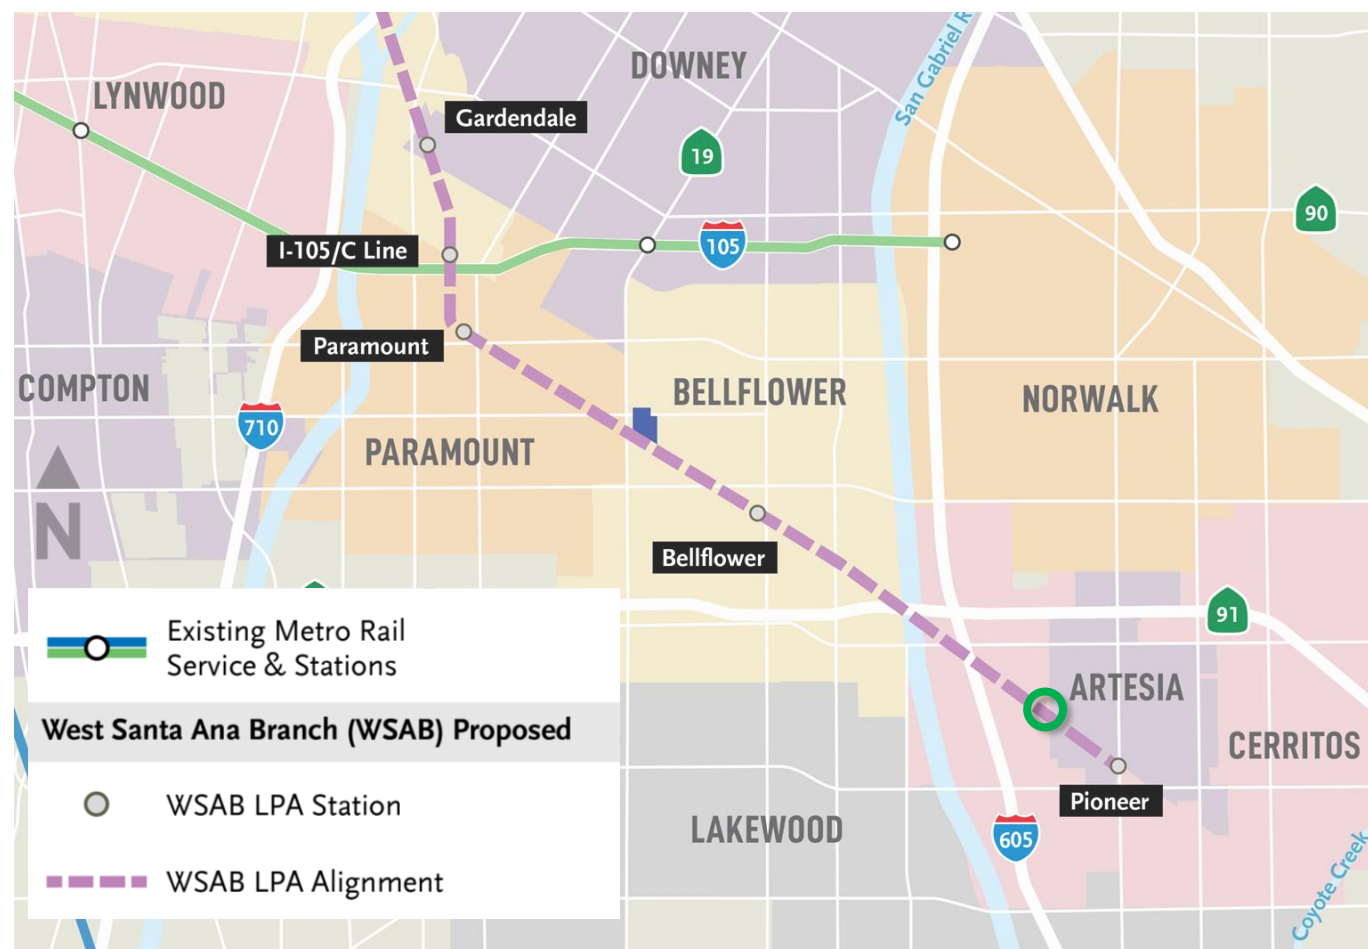 San Gabriel R
DOWNEY
LYNWOOD
Gardendale
19
90
I-105/C Line
105
Paramount
COMPTON
BELLFLOWER
NORWALK
710
PARAMOUNT
N
Bellflower
91
Existing Metro Rail
Service & Stations
ARTESIA
West Santa Ana Branch (WSAB) Proposed
CERRITOS
WSAB LPA Station
Pioneer
LAKEWOOD
605
WSAB LPA Alignment
Coyote Creek